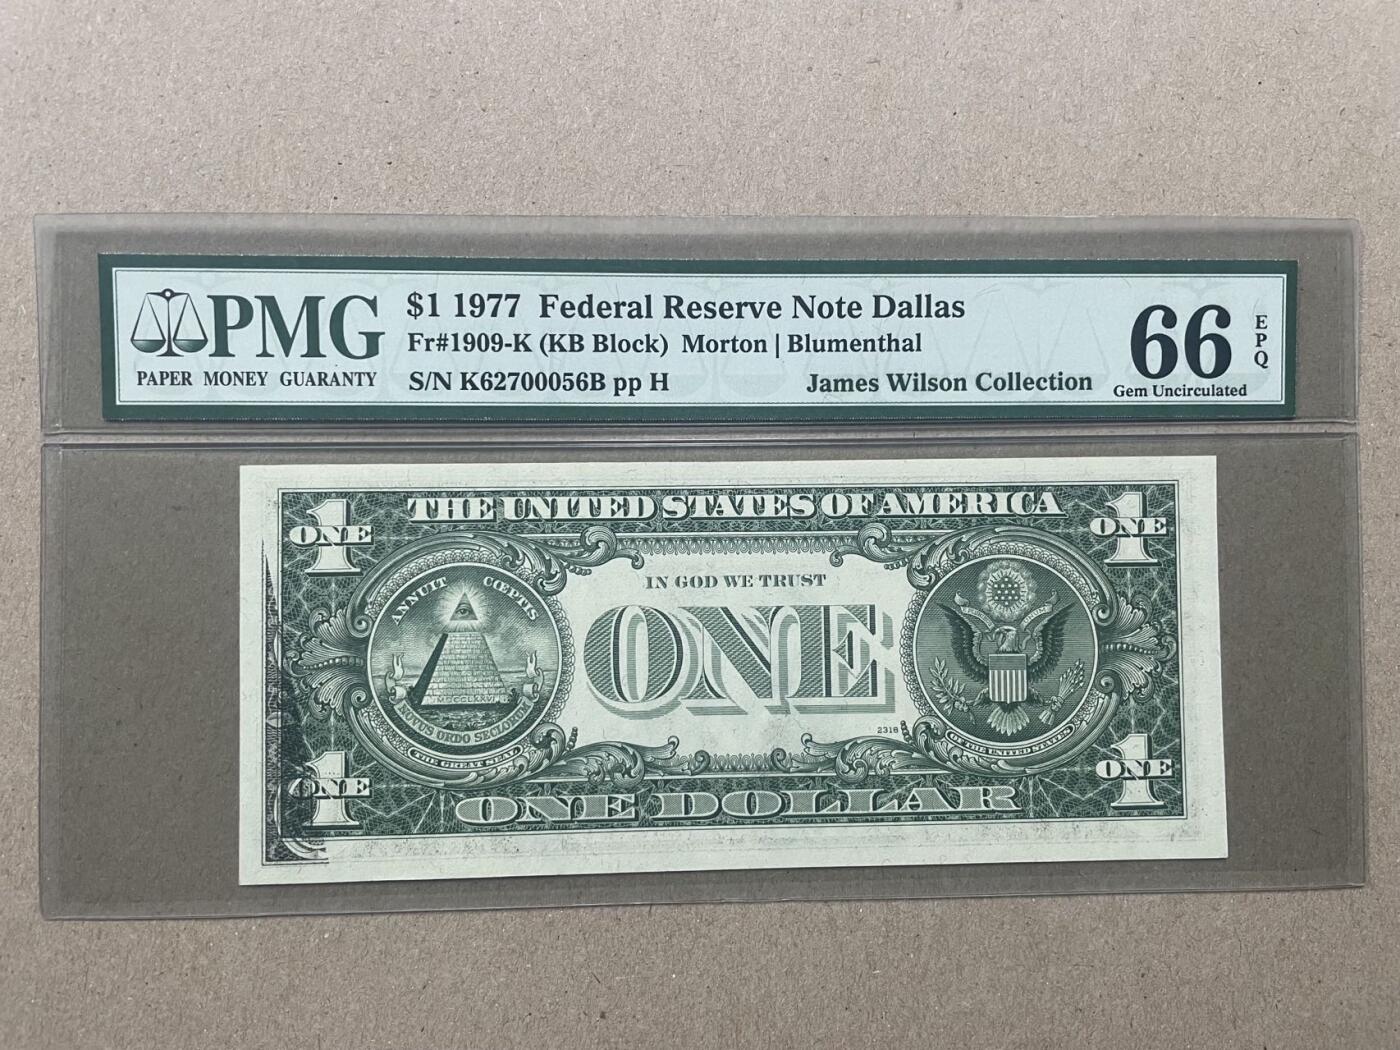 PMG
PAPER MONEY GUARANTY
$1 1977 Federal Reserve Note Dallas
Fr#1909-K (KB Block) Morton | Blumenthal
S/N K62700056B pp H James Wilson Collection
66
EPQ
Gem Uncirculated
THE UNITED STATES OF AMERICA
1 ONE
1 ONE
ANNUIT CŒPTIS
IN GOD WE TRUST
ONE
MDCCLXXVI
NOVUS ORDO SECLORUM
THE GREAT SEAL
2318
OF THE UNITED STATES
1 ONE
1 ONE
ONE DOLLAR